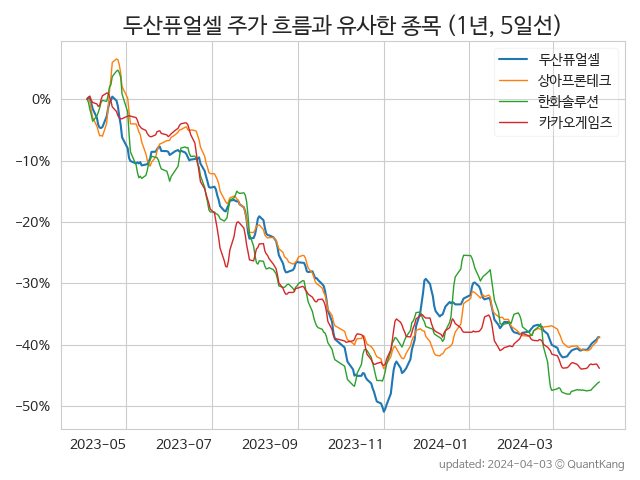 두산퓨얼셀 주가 흐름과 유사한 종목 (1년, 5일선)
두산퓨얼셀
상아프론테크
한화솔루션
카카오게임즈
0%
−10%
−20%
−30%
−40%
−50%
2023-05 2023-07 2023-09 2023-11 2024-01 2024-03
updated: 2024-04-03 © QuantKang